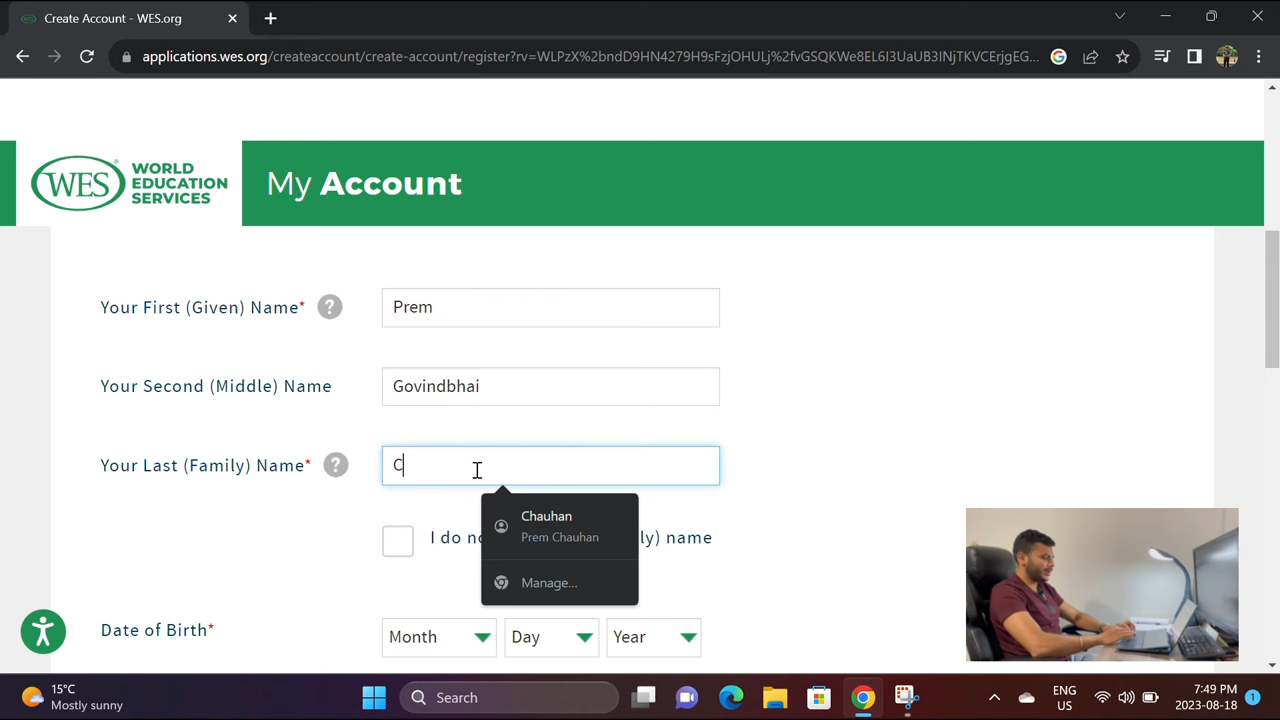 Create Account - WES.org
applications.wes.org/createaccount/create-account/register?rv=WLPzX%2bndD9HN4279H9sFzjOHULj%2fvGSQKWe8EL6I3UaUB3INjTKVCErjgEG...
WES
WORLD
EDUCATION
SERVICES
My Account
Your First (Given) Name* ? Prem
Your Second (Middle) Name Govindbhai
Your Last (Family) Name* ? C
Chauhan
I do ly) name
Prem Chauhan
Manage...
Date of Birth* Month Day Year
15°C
Mostly sunny
Search
ENG
US
7:49 PM
2023-08-18
1